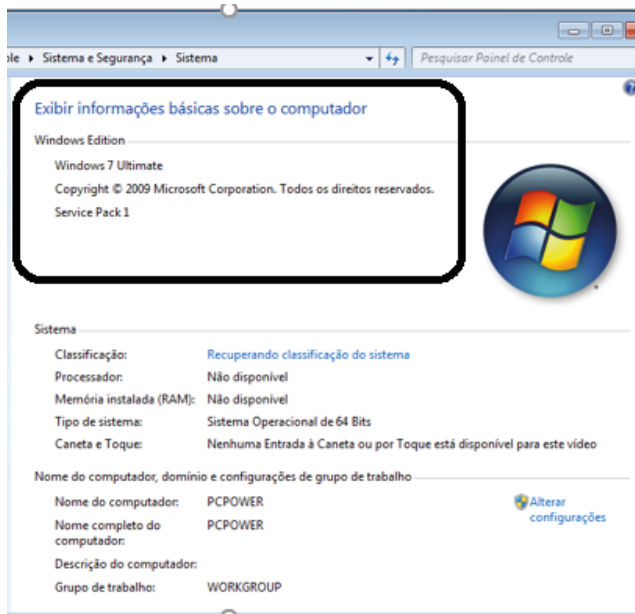 ole ▸ Sistema e Segurança ▸ Sistema
Pesquisar Painel de Controle
Exibir informações básicas sobre o computador
Windows Edition
Windows 7 Ultimate
Copyright © 2009 Microsoft Corporation. Todos os direitos reservados.
Service Pack 1
Sistema
Classificação: Recuperando classificação do sistema
Processador: Não disponível
Memória instalada (RAM): Não disponível
Tipo de sistema: Sistema Operacional de 64 Bits
Caneta e Toque: Nenhuma Entrada à Caneta ou por Toque está disponível para este vídeo
Nome do computador, domínio e configurações de grupo de trabalho
Nome do computador: PCPOWER
Alterar
configurações
Nome completo do PCPOWER
computador:
Descrição do computador:
Grupo de trabalho: WORKGROUP